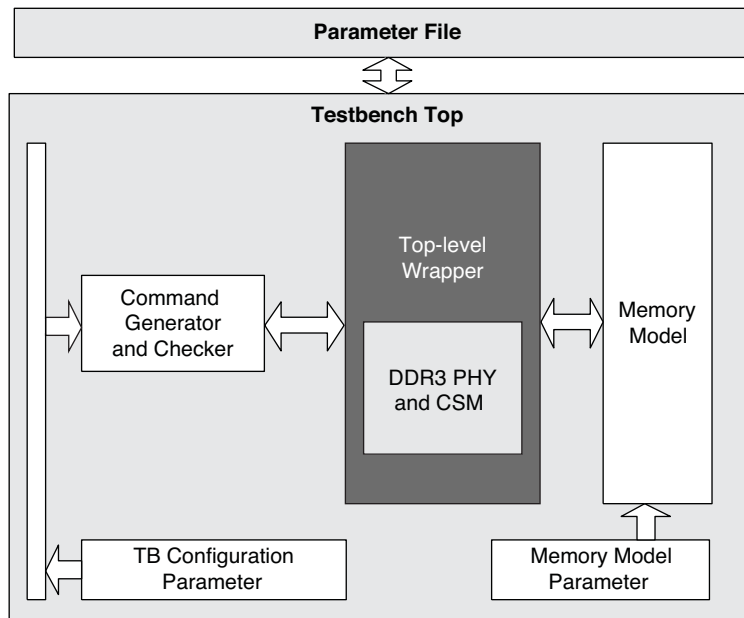 Parameter File
Testbench Top
Top-level
Wrapper
Command
Generator
and Checker
Memory
Model
DDR3 PHY
and CSM
TB Configuration
Parameter
Memory Model
Parameter